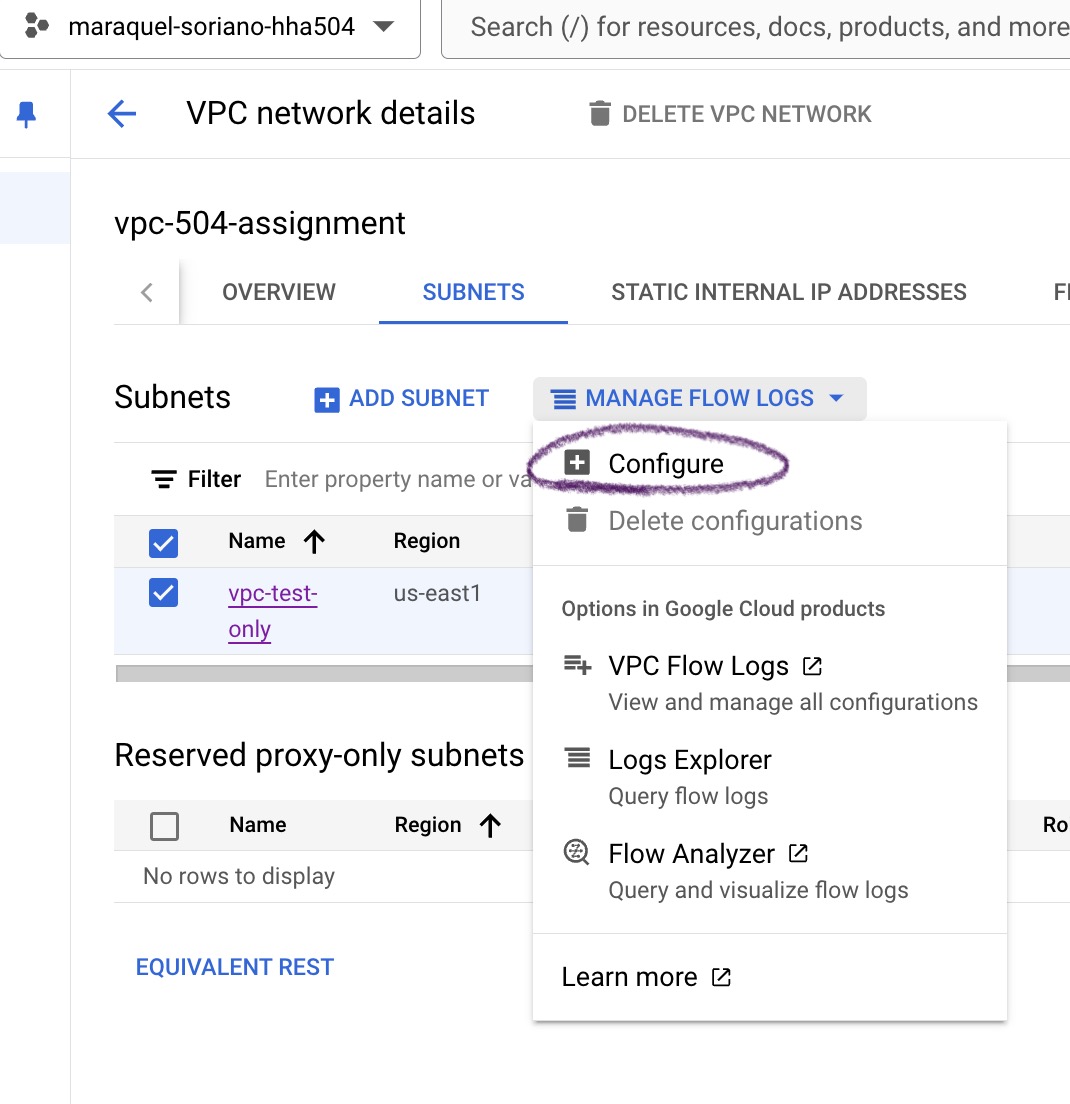 maraquel-soriano-hha504
Search (/) for resources, docs, products, and more
VPC network details
DELETE VPC NETWORK
vpc-504-assignment
OVERVIEW
SUBNETS
STATIC INTERNAL IP ADDRESSES
Subnets
ADD SUBNET
MANAGE FLOW LOGS
Filter Enter property name or va
Configure
Delete configurations
Name
Region
vpc-test-
only
us-east1
Options in Google Cloud products
VPC Flow Logs
View and manage all configurations
Logs Explorer
Query flow logs
Flow Analyzer
Query and visualize flow logs
Learn more
Reserved proxy-only subnets
Name
Region
Ro
No rows to display
EQUIVALENT REST